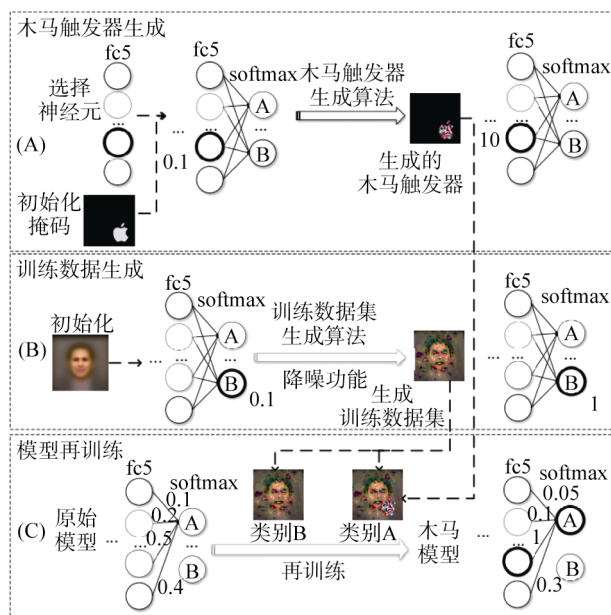 木马触发器生成
fc5
选择
神经元
...
(A)
初始化
掩码
fc5
softmax
A
...
B
...
0.1
木马触发器
生成算法
生成的
木马触发器
fc5
softmax
A
...
B
...
10
训练数据生成
初始化
(B)
...
fc5
softmax
A
...
...
B
0.1
训练数据集
生成算法
降噪功能
生成
训练数据集
fc5
softmax
A
...
...
...
B
1
模型再训练
fc5
softmax
(C)
原始
模型
...
0.1
0.2
0.5
0.4
A
...
B
类别B
类别A
再训练
木马
模型
...
fc5
softmax
0.05
0.1
1
0.3
A
B